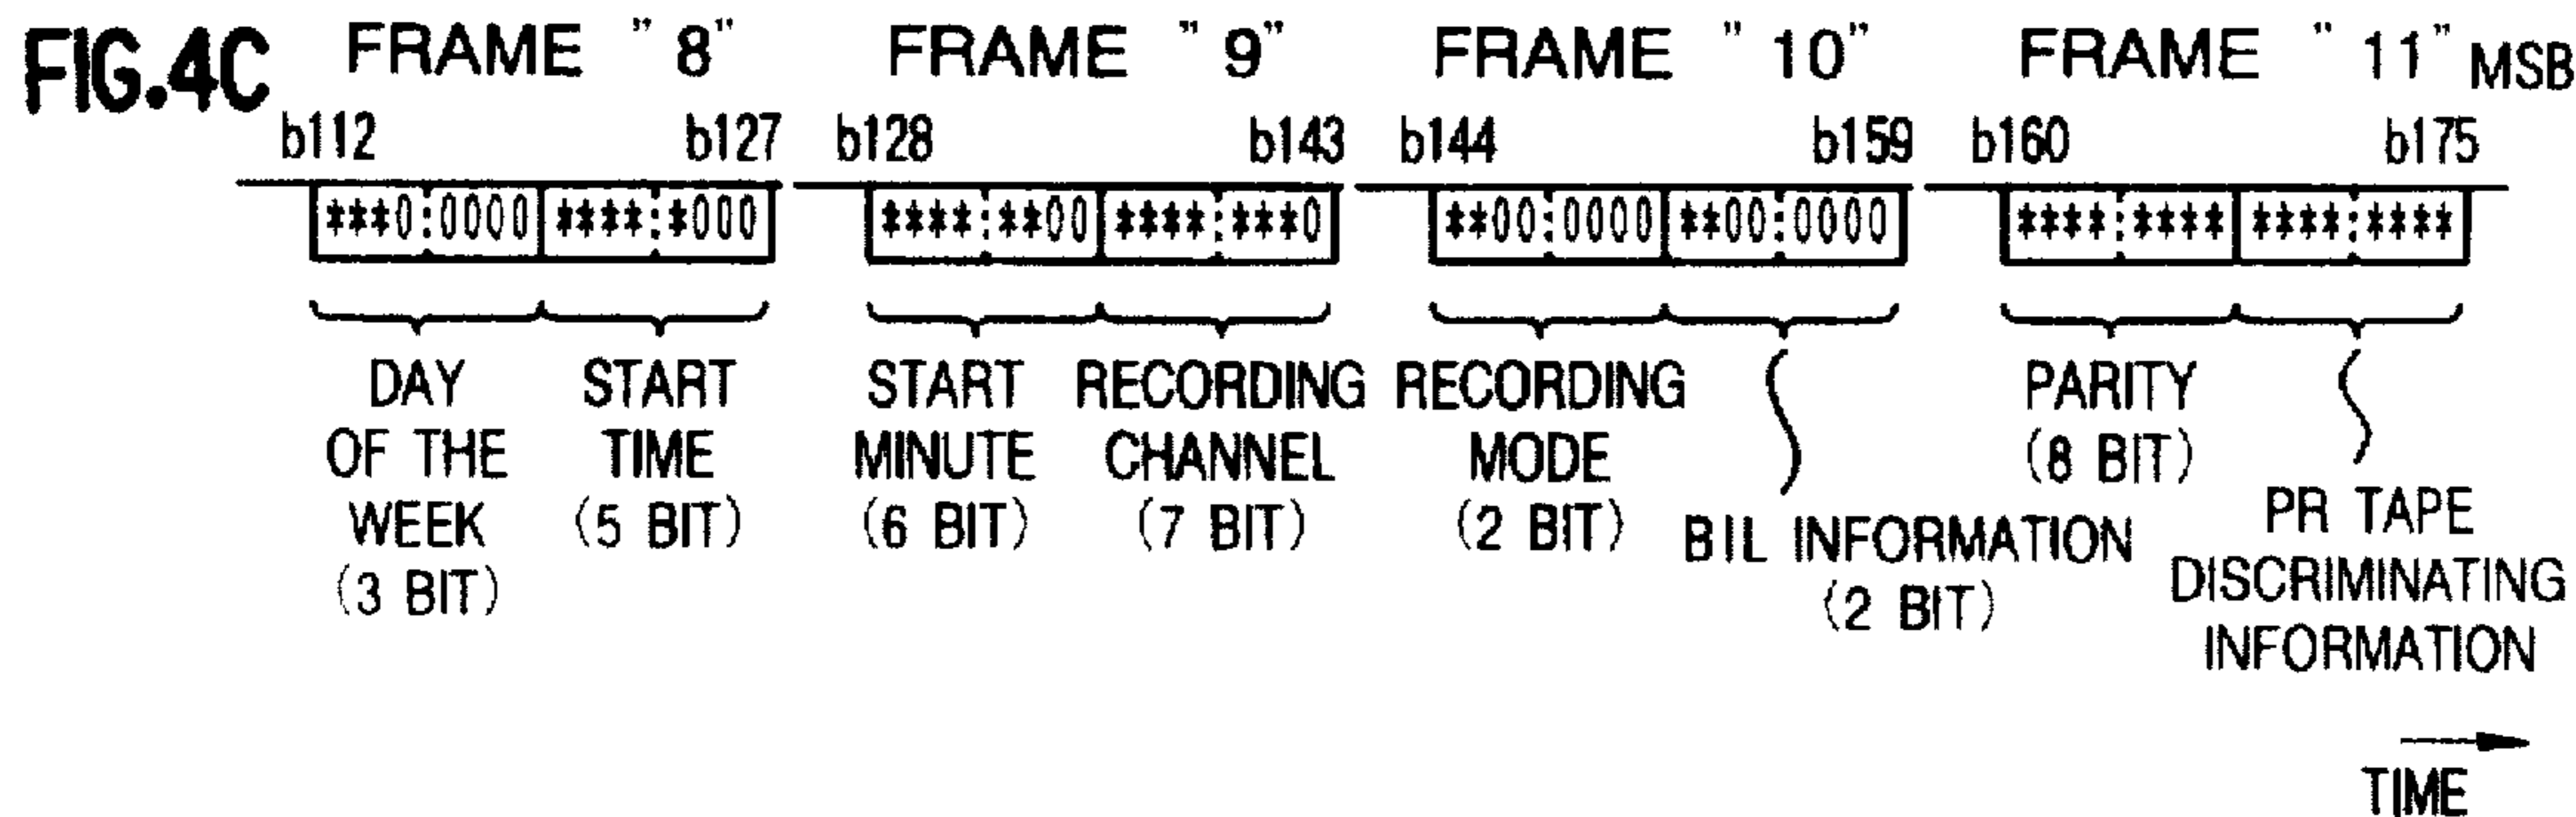 FIG.4C FRAME "8" FRAME "9" FRAME "10" FRAME "11" MSB
b112 b127 b128 b143 b144 b159 b160 b175
***0:0000 ****:*000 ****:**00 ****:***0 **00:0000 **00:0000 ****:**** ****:****
DAY OF THE WEEK (3 BIT)
START TIME (5 BIT)
START MINUTE (6 BIT)
RECORDING CHANNEL (7 BIT)
RECORDING MODE (2 BIT)
BIL INFORMATION (2 BIT)
PARITY (8 BIT)
PR TAPE DISCRIMINATING INFORMATION
TIME